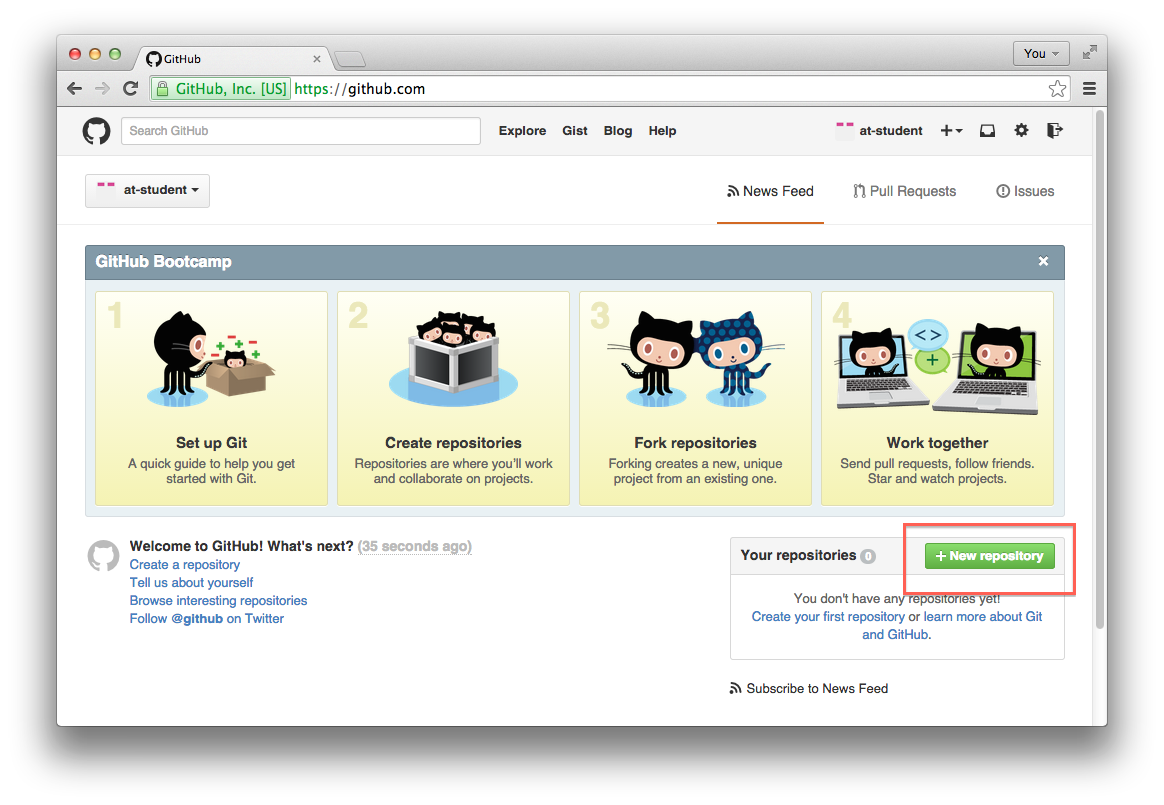 GitHub
You
GitHub, Inc. [US] https://github.com
Search GitHub
Explore Gist Blog Help
at-student
at-student
News Feed Pull Requests Issues
GitHub Bootcamp
1
Set up Git
A quick guide to help you get
started with Git.
2
Create repositories
Repositories are where you'll work
and collaborate on projects.
3
Fork repositories
Forking creates a new, unique
project from an existing one.
4
Work together
Send pull requests, follow friends.
Star and watch projects.
Welcome to GitHub! What's next? (35 seconds ago)
Create a repository
Tell us about yourself
Browse interesting repositories
Follow @github on Twitter
Your repositories 0
+ New repository
You don't have any repositories yet!
Create your first repository or learn more about Git
and GitHub.
Subscribe to News Feed